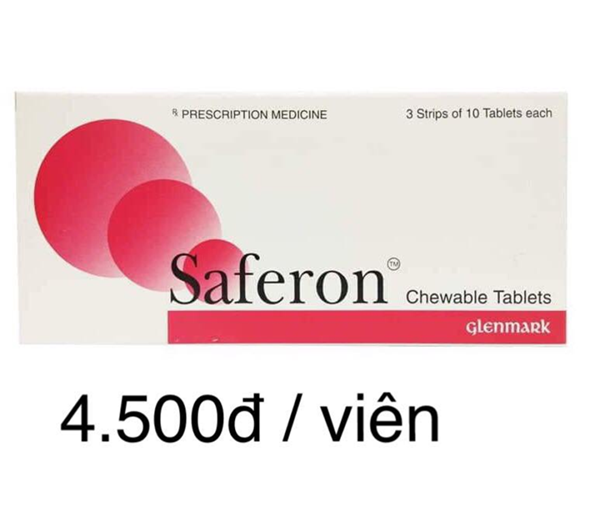 ℞ PRESCRIPTION MEDICINE
3 Strips of 10 Tablets each
Saferon™
Chewable Tablets
glenmark
4.500đ / viên